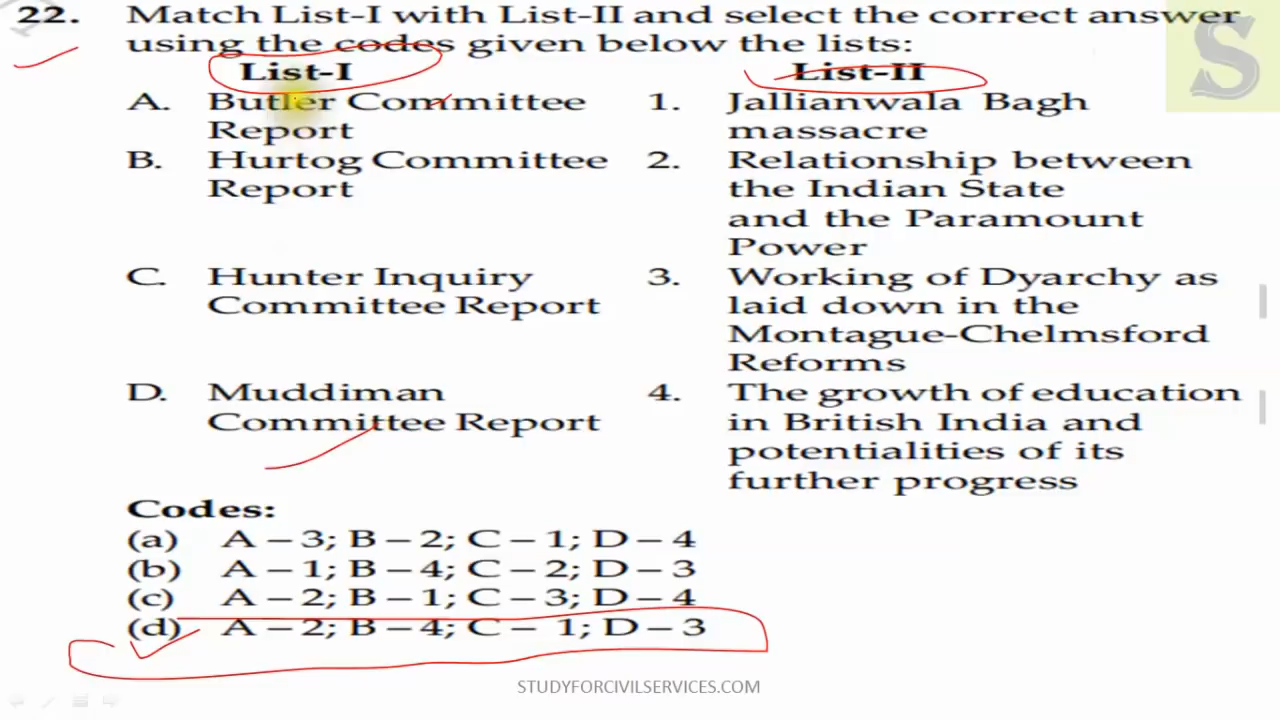 22. Match List-I with List-II and select the correct answer
using the codes given below the lists:
List-I List-II
A. Butler Committee 1. Jallianwala Bagh
Report massacre
B. Hurtog Committee 2. Relationship between
Report the Indian State
and the Paramount
Power
C. Hunter Inquiry 3. Working of Dyarchy as
Committee Report laid down in the
Montague-Chelmsford
Reforms
D. Muddiman 4. The growth of education
Committee Report in British India and
potentialities of its
further progress
Codes:
(a) A – 3; B – 2; C – 1; D – 4
(b) A – 1; B – 4; C – 2; D – 3
(c) A – 2; B – 1; C – 3; D – 4
(d) A – 2; B – 4; C – 1; D – 3
STUDYFORCIVILSERVICES.COM
S